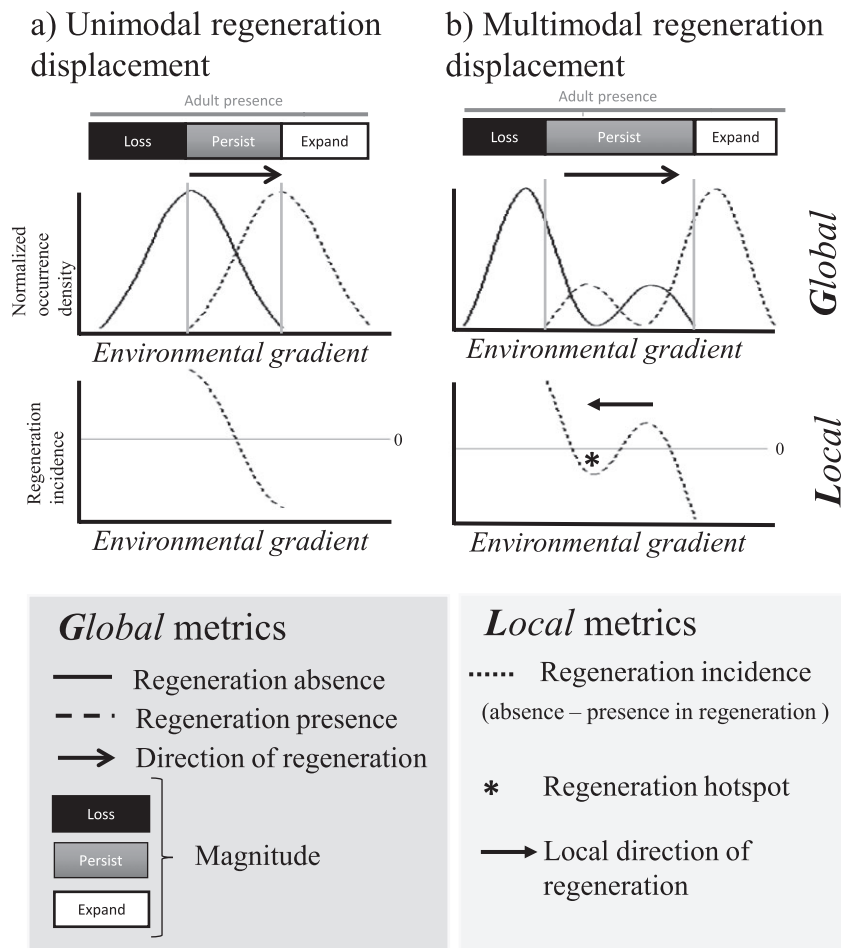 a) Unimodal regeneration
displacement
Adult presence
Loss
Persist
Expand
Normalized
occurrence
density
Environmental gradient
Regeneration
incidence
0
Environmental gradient
b) Multimodal regeneration
displacement
Adult presence
Loss
Persist
Expand
Environmental gradient
Global
0
Environmental gradient
Local
Global metrics
Regeneration absence
Regeneration presence
Direction of regeneration
Loss
Persist
Expand
Magnitude
Local metrics
Regeneration incidence
(absence – presence in regeneration )
* Regeneration hotspot
Local direction of
regeneration